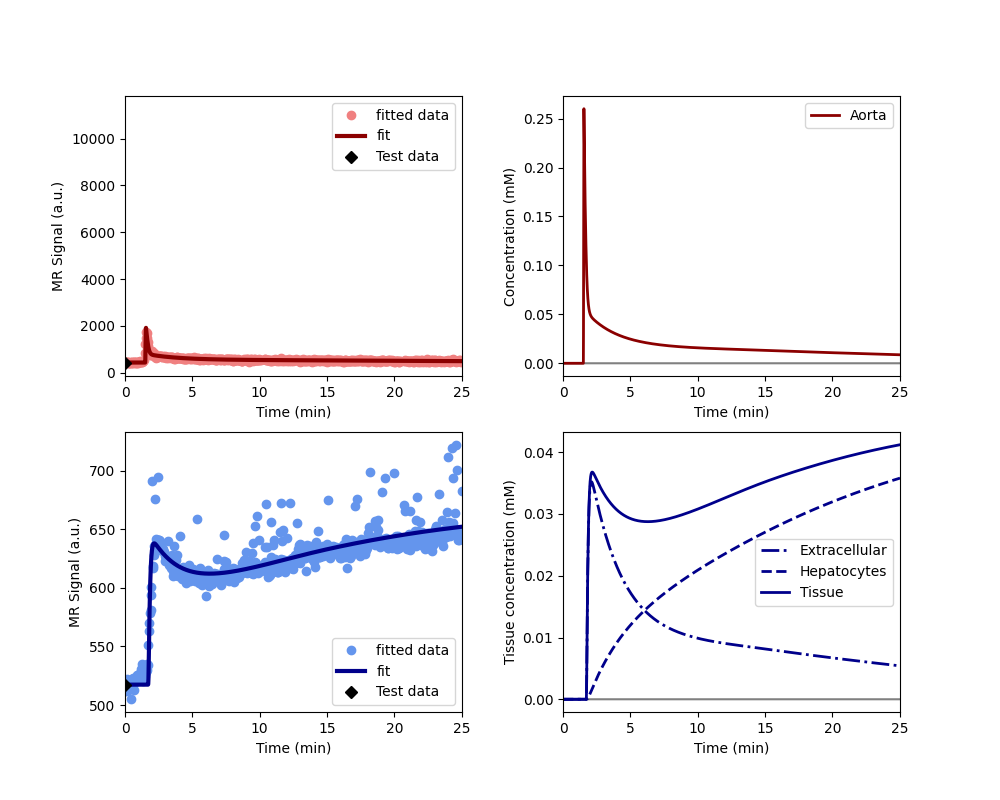 MR Signal (a.u.)
10000
8000
6000
4000
2000
0
0 5 10 15 20 25
Time (min)
fitted data
fit
Test data
Concentration (mM)
0.25
0.20
0.15
0.10
0.05
0.00
0 5 10 15 20 25
Time (min)
Aorta
MR Signal (a.u.)
700
650
600
550
500
0 5 10 15 20 25
Time (min)
fitted data
fit
Test data
Tissue concentration (mM)
0.04
0.03
0.02
0.01
0.00
0 5 10 15 20 25
Time (min)
Extracellular
Hepatocytes
Tissue